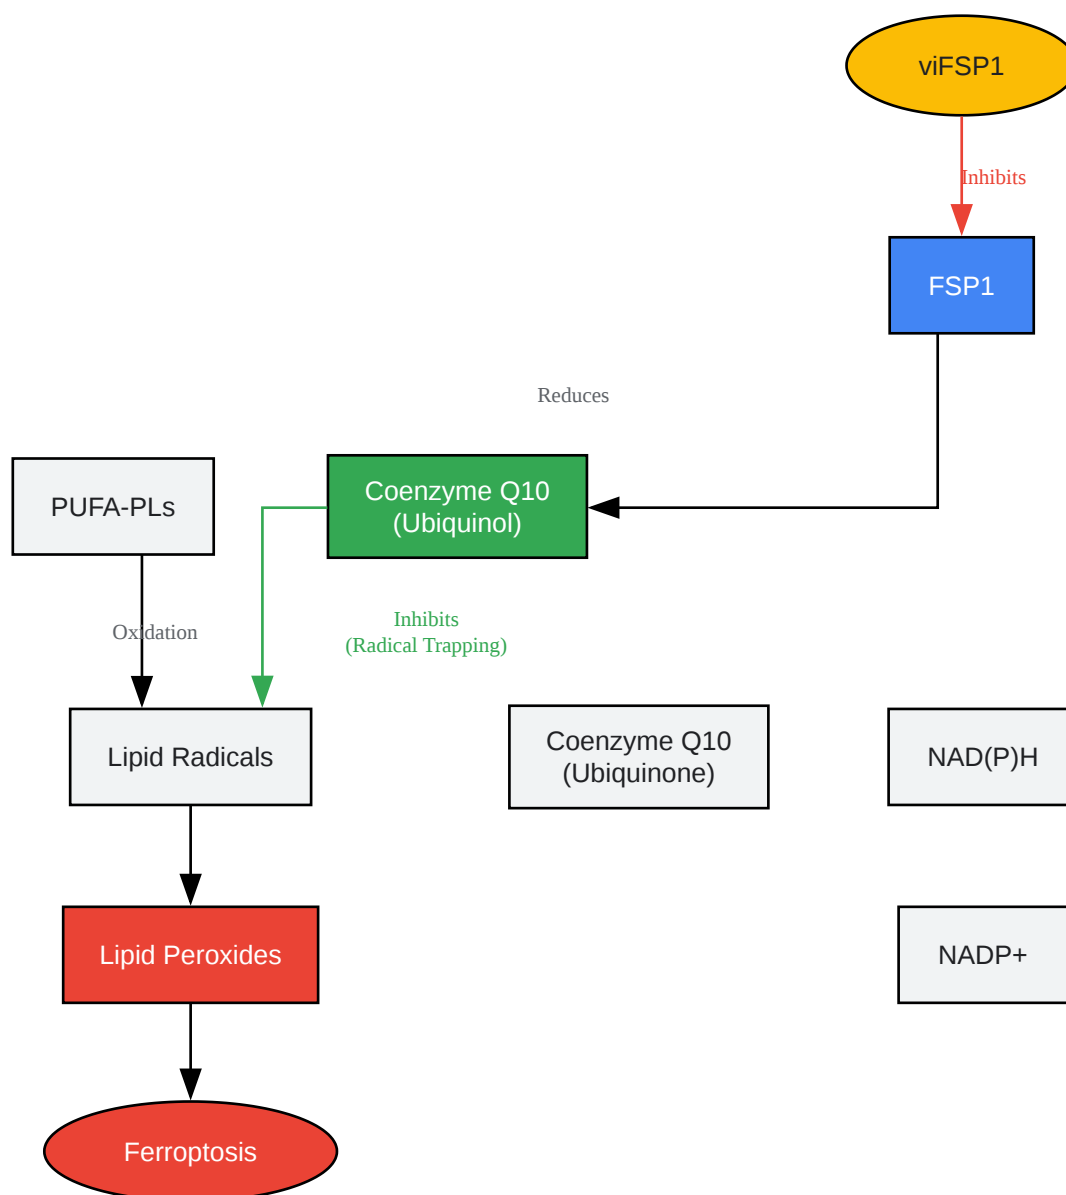 viFSP1
Inhibits
FSP1
Reduces
PUFA-PLs
Coenzyme Q10
(Ubiquinol)
Oxidation
Inhibits
(Radical Trapping)
Lipid Radicals
Coenzyme Q10
(Ubiquinone)
NAD(P)H
Lipid Peroxides
NADP+
Ferroptosis